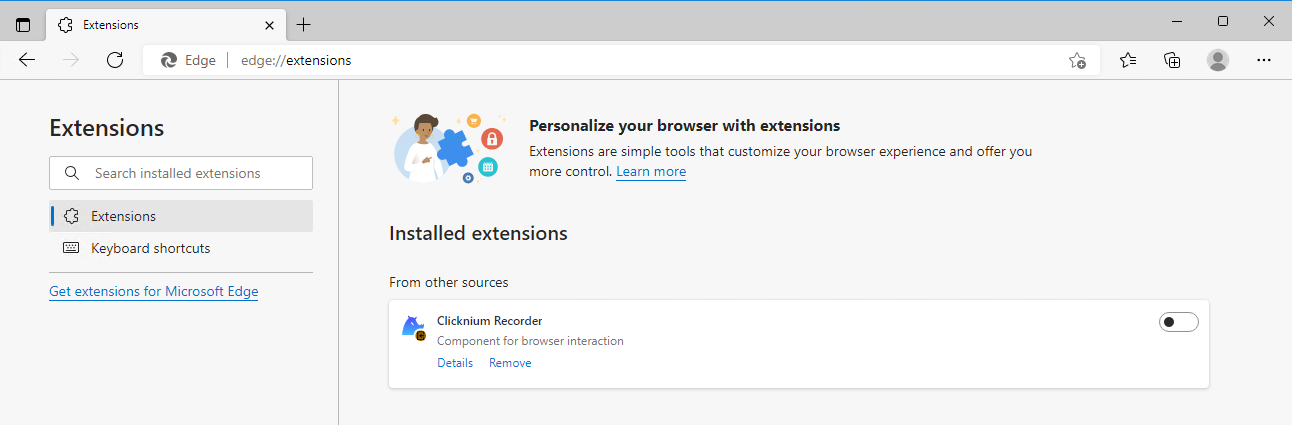 Extensions
Edge
edge://extensions
Extensions
Search installed extensions
Extensions
Keyboard shortcuts
Get extensions for Microsoft Edge
Personalize your browser with extensions
Extensions are simple tools that customize your browser experience and offer you
more control. Learn more
Installed extensions
From other sources
Clicknium Recorder
Component for browser interaction
Details Remove